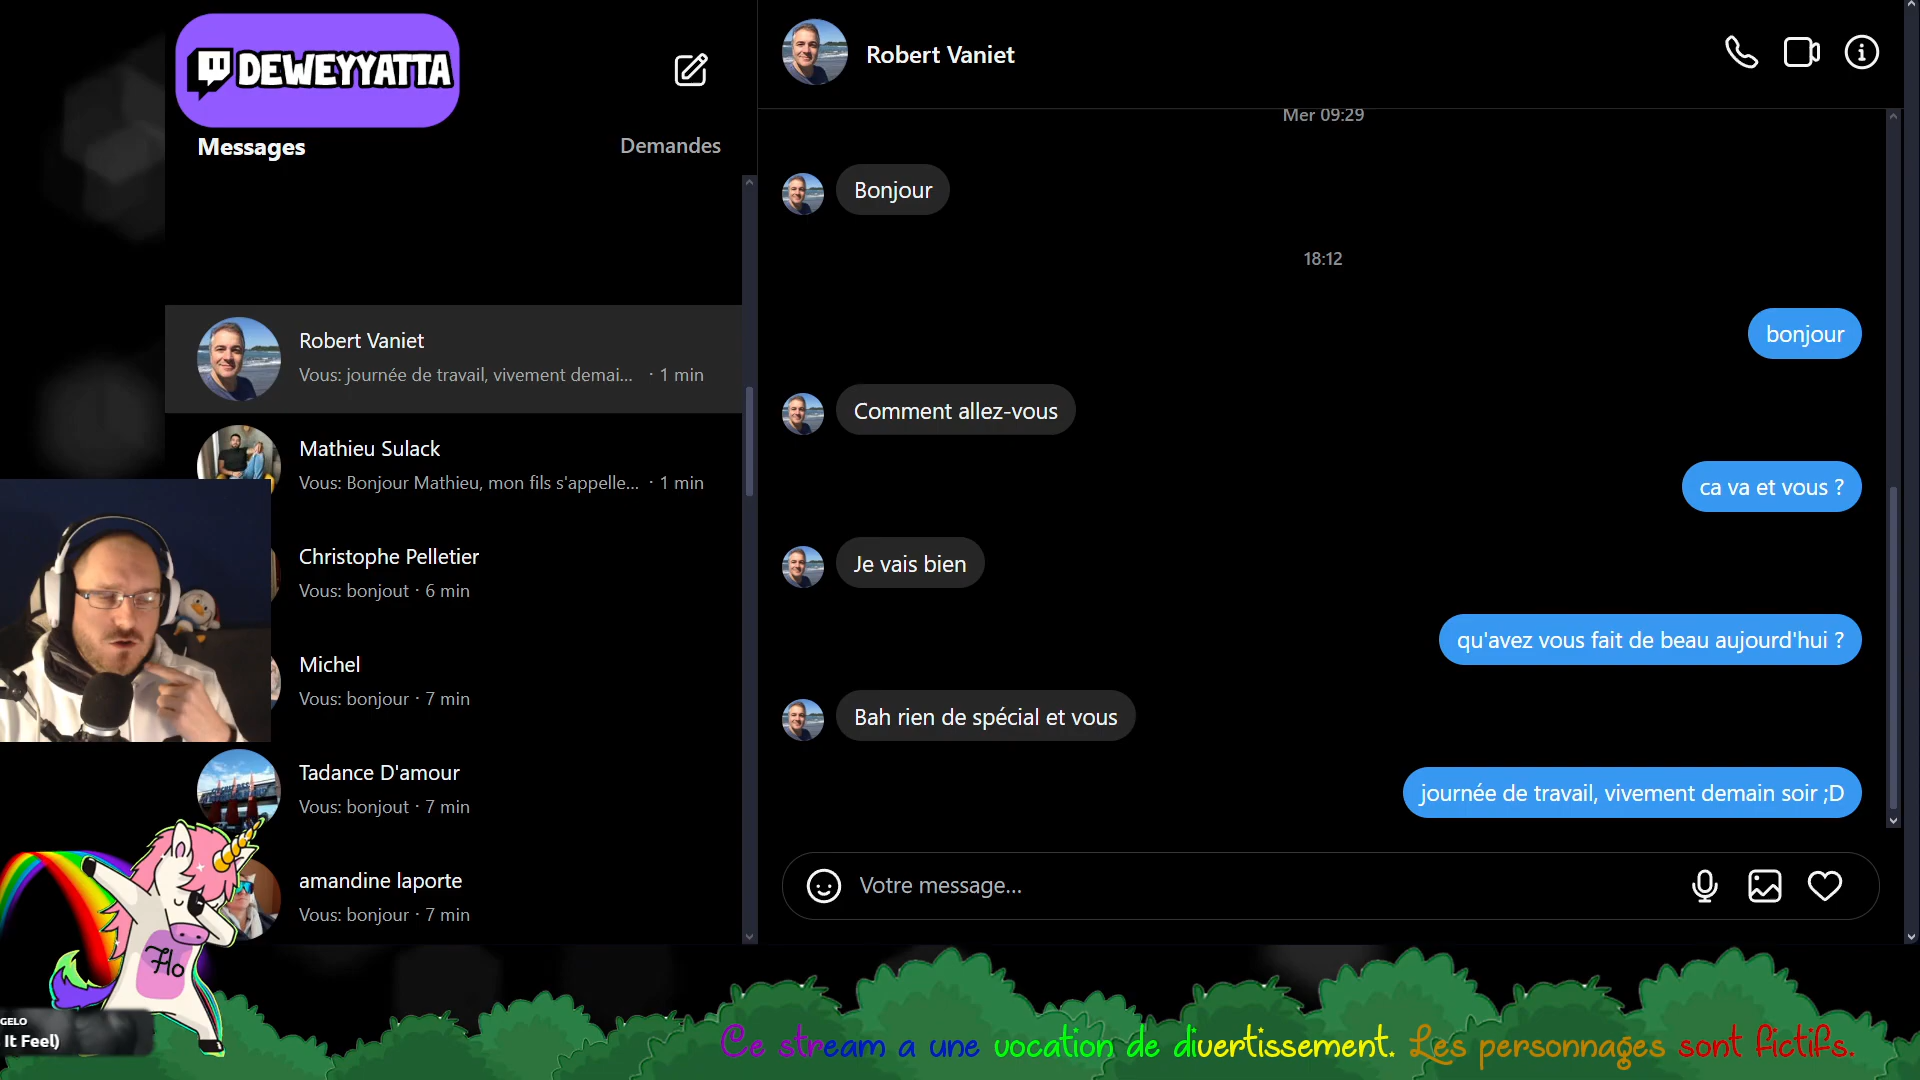 DEWEYYATTA
Messages
Demandes
Robert Vaniet
Vous: journée de travail, vivement demai... · 1 min
Mathieu Sulack
Vous: Bonjour Mathieu, mon fils s'appelle... · 1 min
Christophe Pelletier
Vous: bonjout · 6 min
Michel
Vous: bonjour · 7 min
Tadance D'amour
Vous: bonjout · 7 min
amandine laporte
Vous: bonjour · 7 min
Robert Vaniet
Mer 09:29
Bonjour
18:12
bonjour
Comment allez-vous
ca va et vous ?
Je vais bien
qu'avez vous fait de beau aujourd'hui ?
Bah rien de spécial et vous
journée de travail, vivement demain soir ;D
Votre message...
Flo
GELO
It Feel)
Ce stream a une vocation de divertissement. Les personnages sont fictifs.